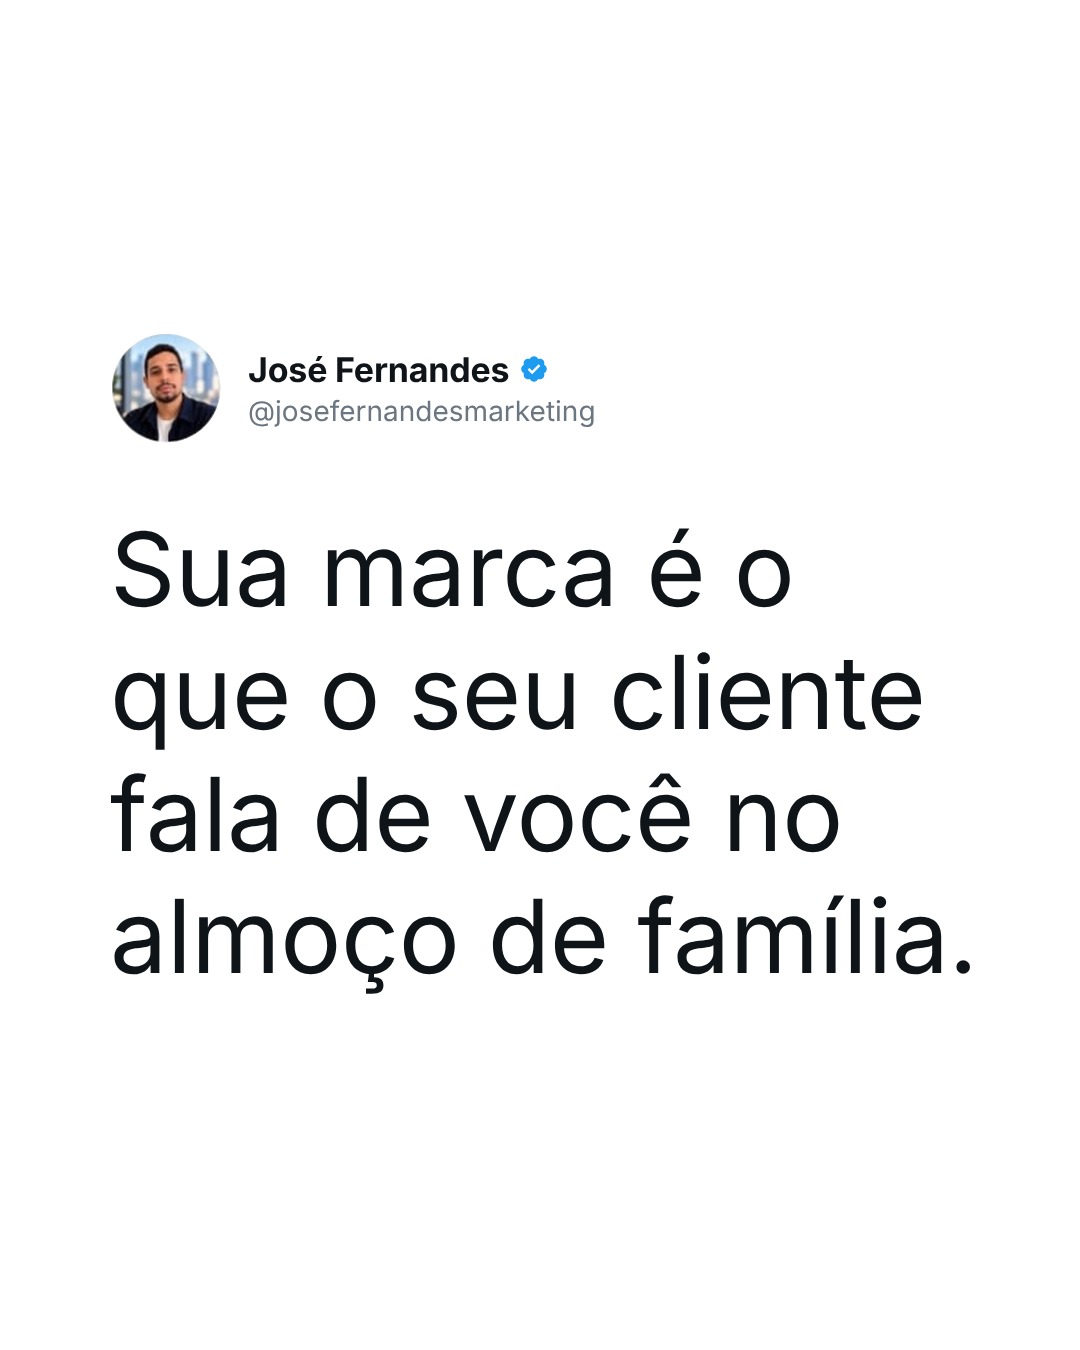 José Fernandes
@josefernandesmarketing
Sua marca é o
que o seu cliente
fala de você no
almoço de família.